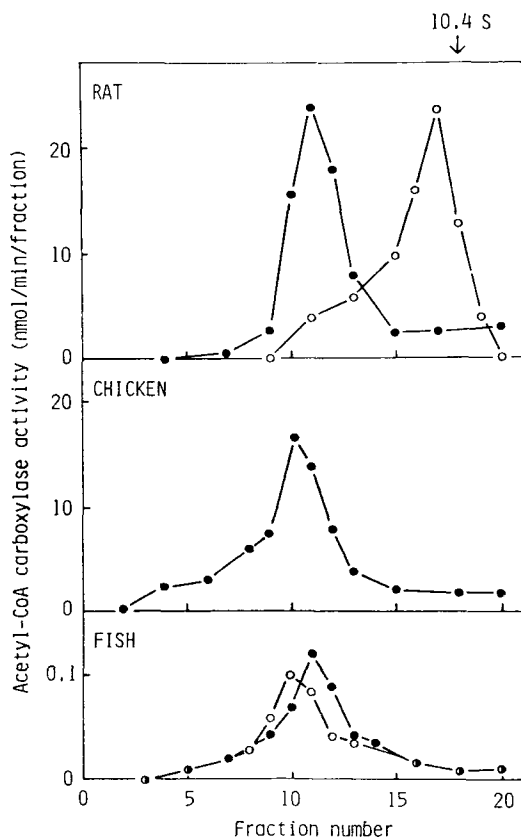 10.4 S
↓
RAT
20
10
0
CHICKEN
20
10
0
FISH
0.1
0
0 5 10 15 20
Fraction number
Acetyl-CoA carboxylase activity (nmol/min/fraction)